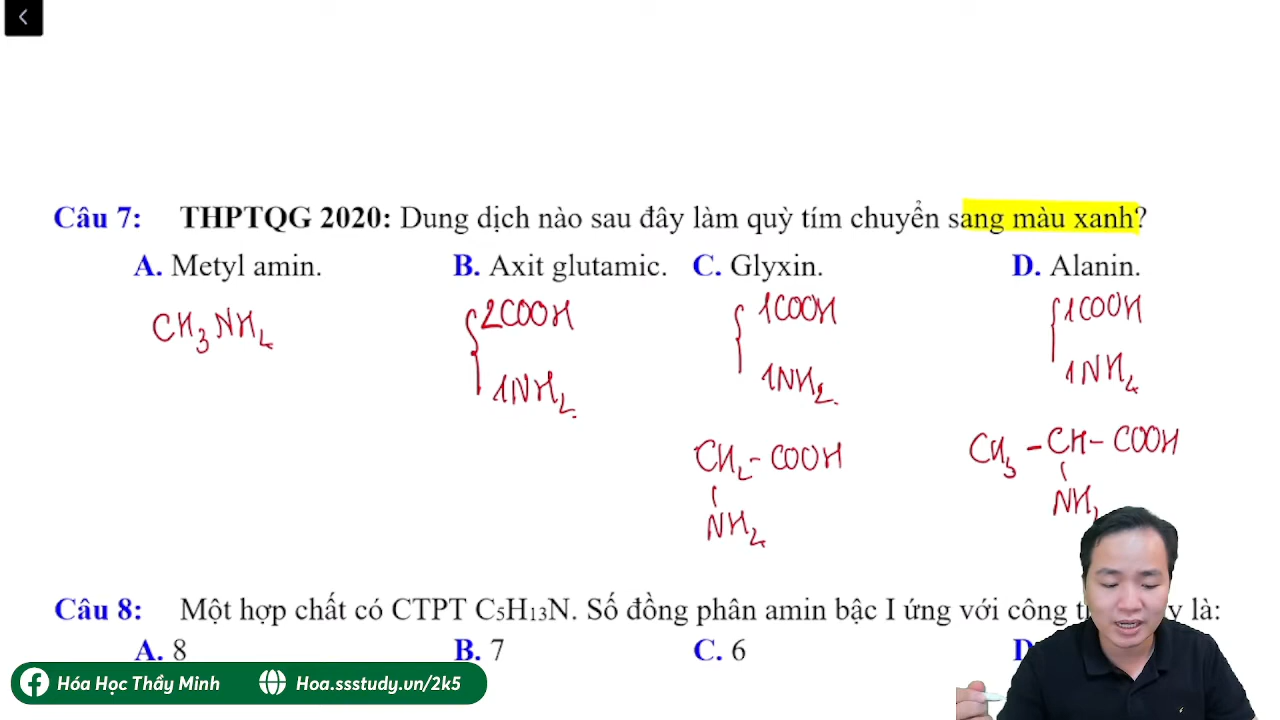 Câu 7: THPTQG 2020: Dung dịch nào sau đây làm quỳ tím chuyển sang màu xanh?
A. Metyl amin. B. Axit glutamic. C. Glyxin. D. Alanin.
CH3NH2 2COOH 1COOH 1COOH
1NH2 1NH2 1NH2
CH2-COOH CH3-CH-COOH
NH2 NH2
Câu 8: Một hợp chất có CTPT C5H13N. Số đồng phân amin bậc I ứng với công là:
A. 8 B. 7 C. 6
Hóa Học Thầy Minh Hoa.ssstudy.vn/2k5